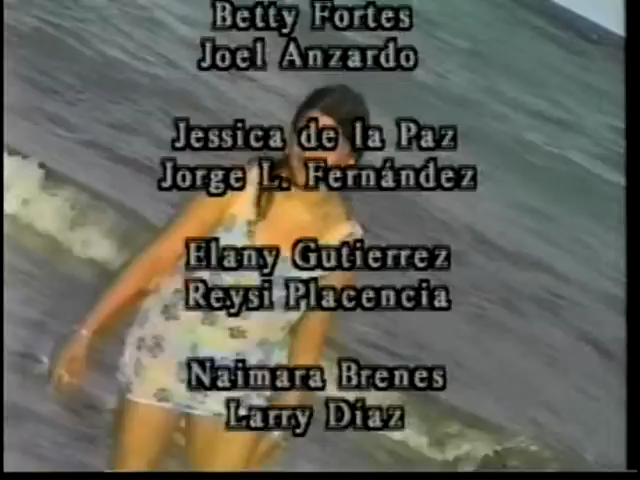 Betty Fortes
Joel Anzardo
Jessica de la Paz
Jorge L. Fernández
Elany Gutierrez
Reysi Placencia
Naimara Brenes
Larry Díaz